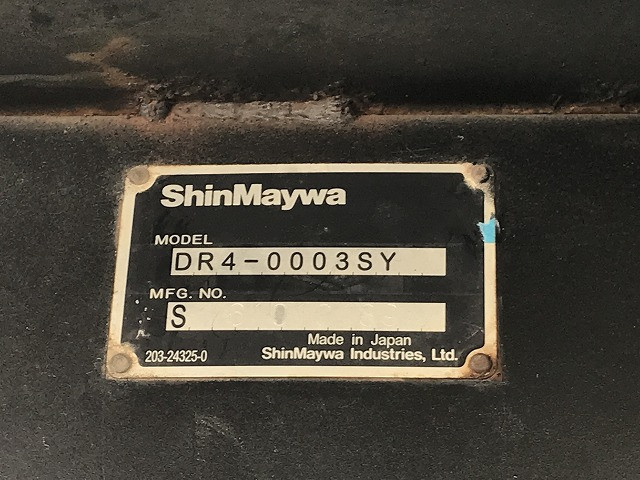 ShinMaywa
MODEL
DR4-0003SY
MFG. NO.
S
Made in Japan
203-24325-0 ShinMaywa Industries, Ltd.